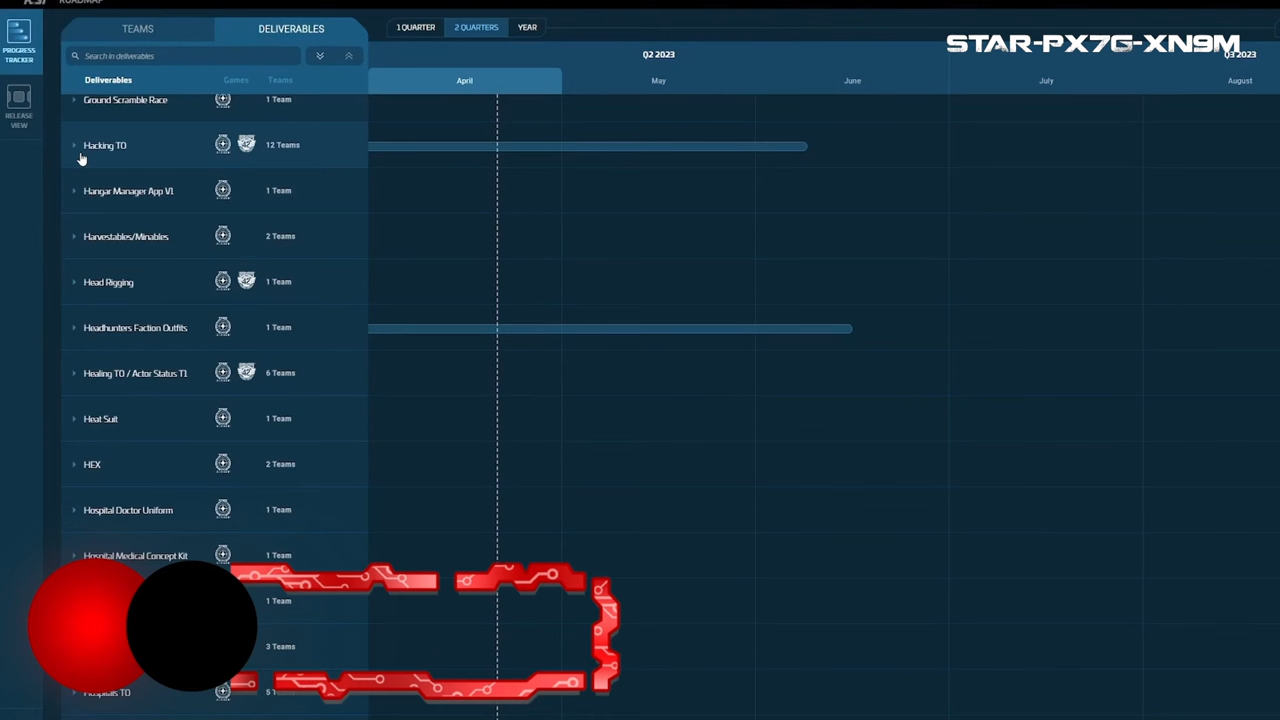 ROADMAP
PROGRESS
TRACKER
RELEASE
VIEW
TEAMS
DELIVERABLES
Search in deliverables
Deliverables
Games
Teams
1 QUARTER
2 QUARTERS
YEAR
STAR-PX7G-XN9M
Q2 2023
Q3 2023
April
May
June
July
August
Ground Scramble Race
1 Team
Hacking T0
12 Teams
Hangar Manager App V1
1 Team
Harvestables/Minables
2 Teams
Head Rigging
1 Team
Headhunters Faction Outfits
1 Team
Healing T0 / Actor Status T1
6 Teams
Heat Suit
1 Team
HEX
2 Teams
Hospital Doctor Uniform
1 Team
Hospital Medical Concept Kit
1 Team
1 Team
3 Teams
Hospitals T0
5 T